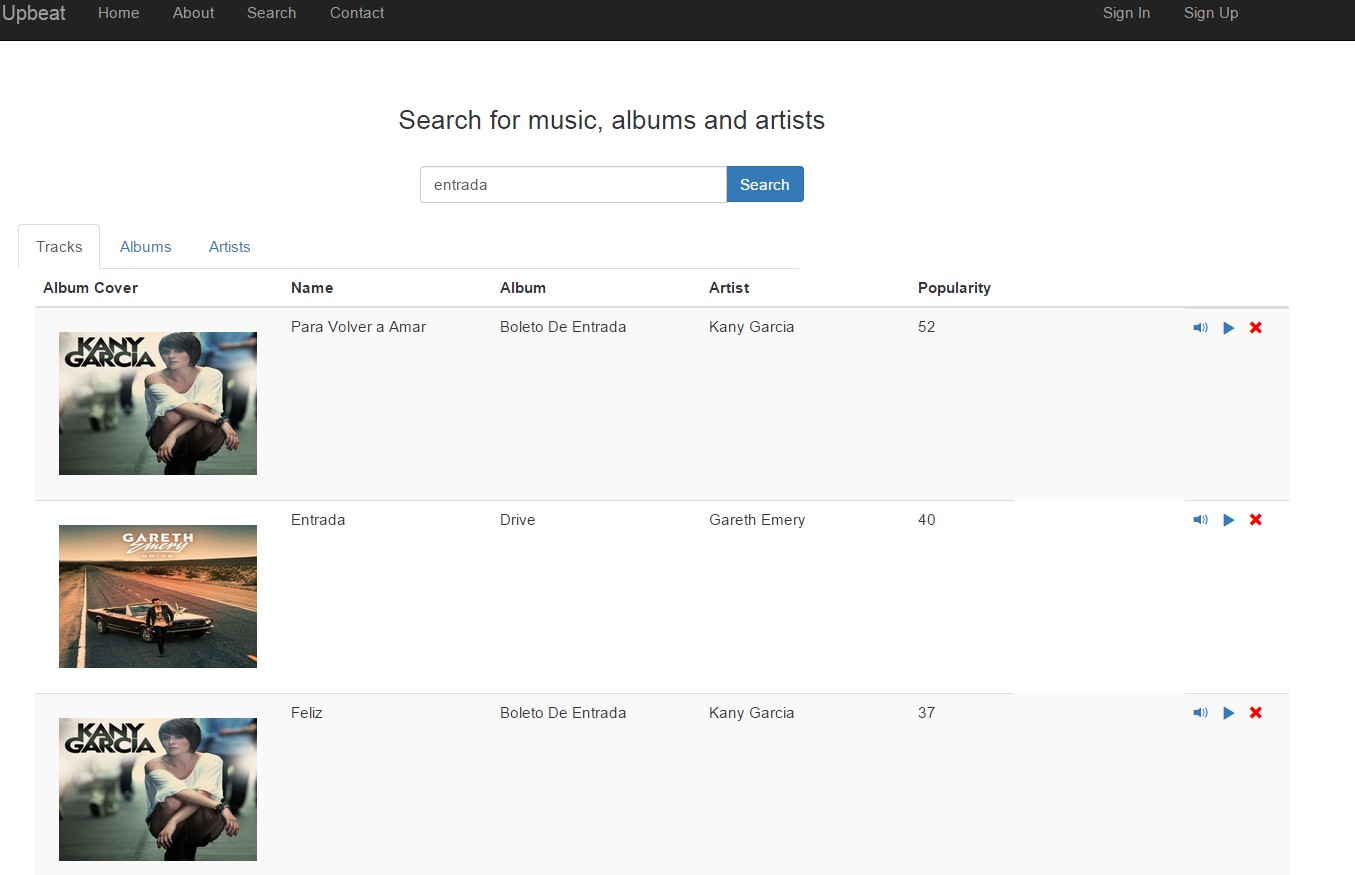 Upbeat Home About Search Contact Sign In Sign Up
Search for music, albums and artists
entrada Search
Tracks Albums Artists
Album Cover Name Album Artist Popularity
Para Volver a Amar Boleto De Entrada Kany Garcia 52
KANY
GARCIA
Entrada Drive Gareth Emery 40
GARETH
Emery
DRIVE
Feliz Boleto De Entrada Kany Garcia 37
KANY
GARCIA